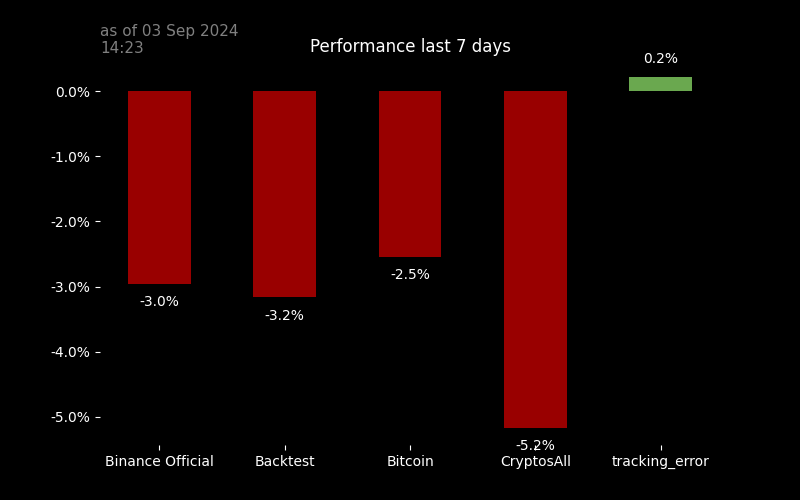 as of 03 Sep 2024
14:23
Performance last 7 days
0.2%
0.0%
-1.0%
-2.0%
-3.0%
-4.0%
-5.0%
-3.0%
-3.2%
-2.5%
-5.2%
Binance Official
Backtest
Bitcoin
CryptosAll
tracking_error